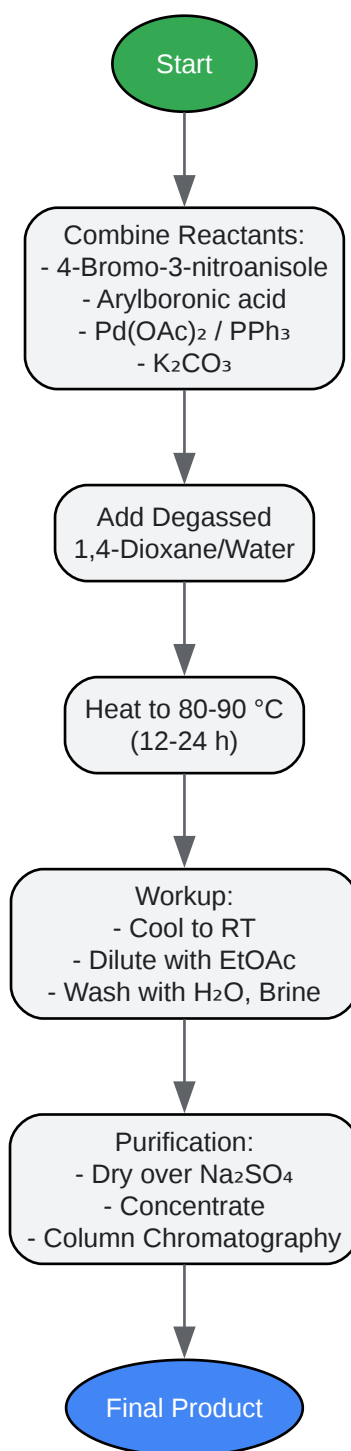 Start
Combine Reactants:
- 4-Bromo-3-nitroanisole
- Arylboronic acid
- Pd(OAc)₂ / PPh₃
- K₂CO₃
Add Degassed
1,4-Dioxane/Water
Heat to 80-90 °C
(12-24 h)
Workup:
- Cool to RT
- Dilute with EtOAc
- Wash with H₂O, Brine
Purification:
- Dry over Na₂SO₄
- Concentrate
- Column Chromatography
Final Product